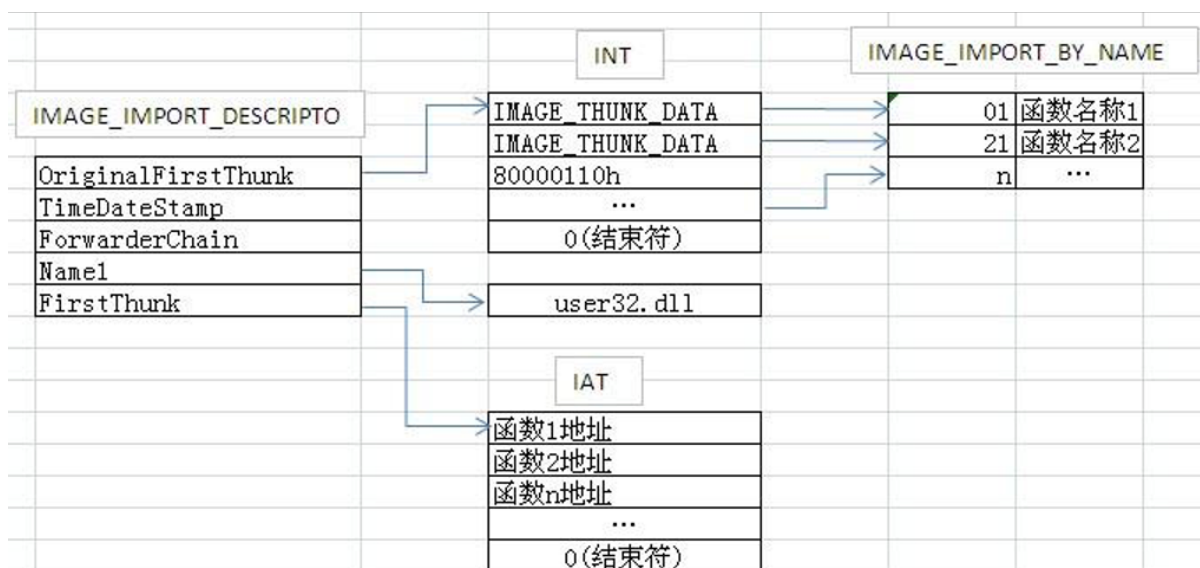 INT
IMAGE_IMPORT_BY_NAME
IMAGE_IMPORT_DESCRIPTO
IMAGE_THUNK_DATA
01 函数名称1
IMAGE_THUNK_DATA
21 函数名称2
OriginalFirstThunk
80000110h
n …
TimeDateStamp
…
ForwarderChain
0(结束符)
Name1
FirstThunk
user32.dll
IAT
函数1地址
函数2地址
函数n地址
…
0(结束符)